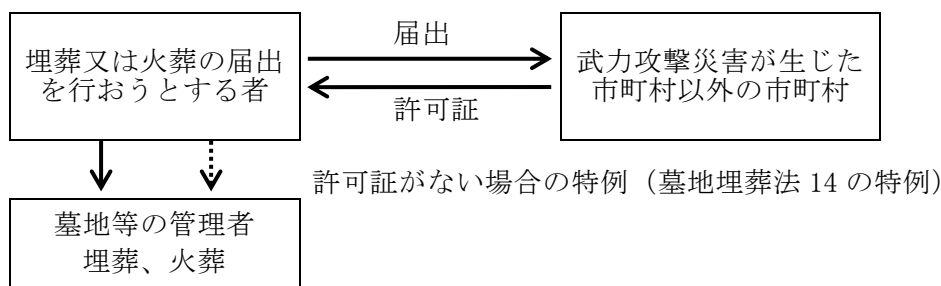 届出
埋葬又は火葬の届出
を行おうとする者
武力攻撃災害が生じた
市町村以外の市町村
許可証
許可証がない場合の特例（墓地埋葬法 14 の特例）
墓地等の管理者
埋葬、火葬